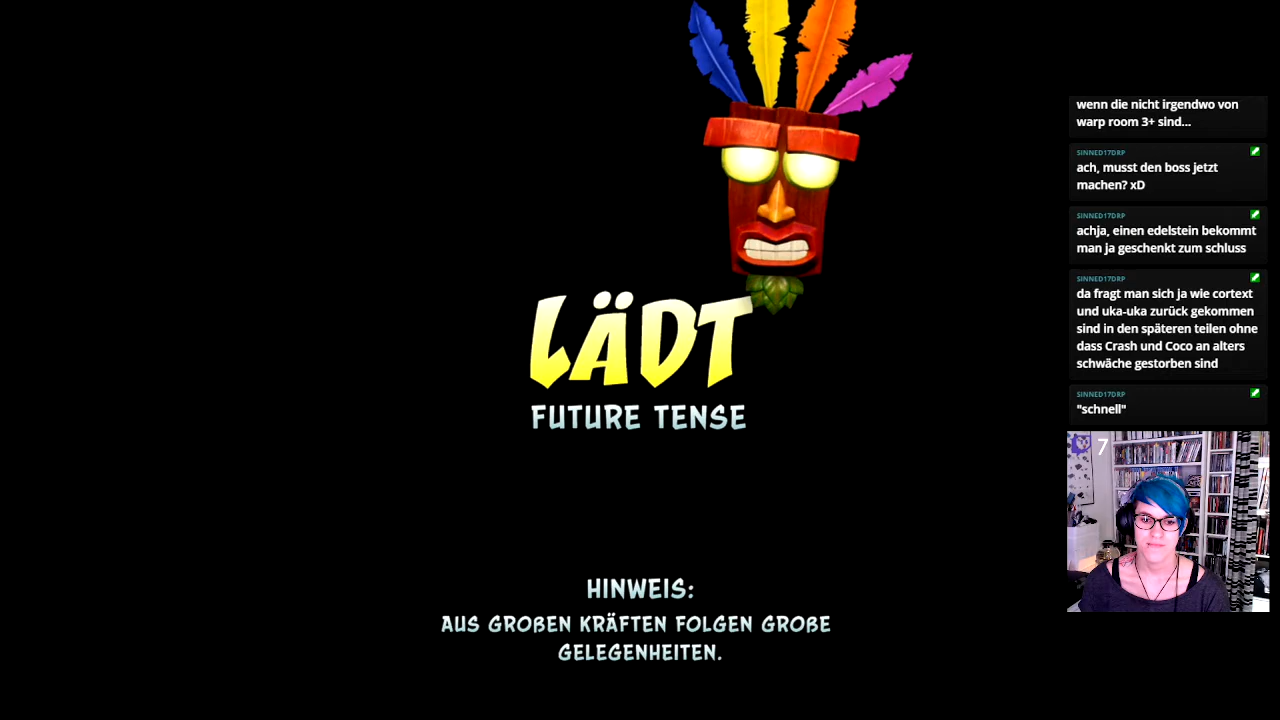 LÄDT
FUTURE TENSE
HINWEIS:
AUS GROßEN KRÄFTEN FOLGEN GROßE
GELEGENHEITEN.
wenn die nicht irgendwo von
warp room 3+ sind...
SINNED17DRP
ach, musst den boss jetzt
machen? xD
SINNED17DRP
achja, einen edelstein bekommt
man ja geschenkt zum schluss
SINNED17DRP
da fragt man sich ja wie cortext
und uka-uka zurück gekommen
sind in den späteren teilen ohne
dass Crash und Coco an alters
schwäche gestorben sind
SINNED17DRP
"schnell"
7